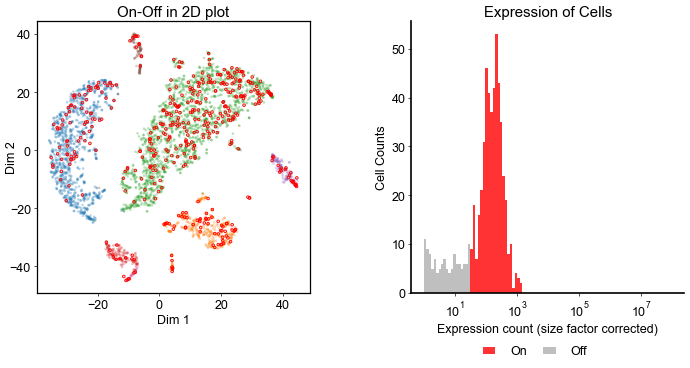 On-Off in 2D plot
40
20
0
−20
−40
Dim 2
−20 0 20 40
Dim 1
Expression of Cells
50
40
30
20
10
0
Cell Counts
10^1 10^3 10^5 10^7
Expression count (size factor corrected)
On Off